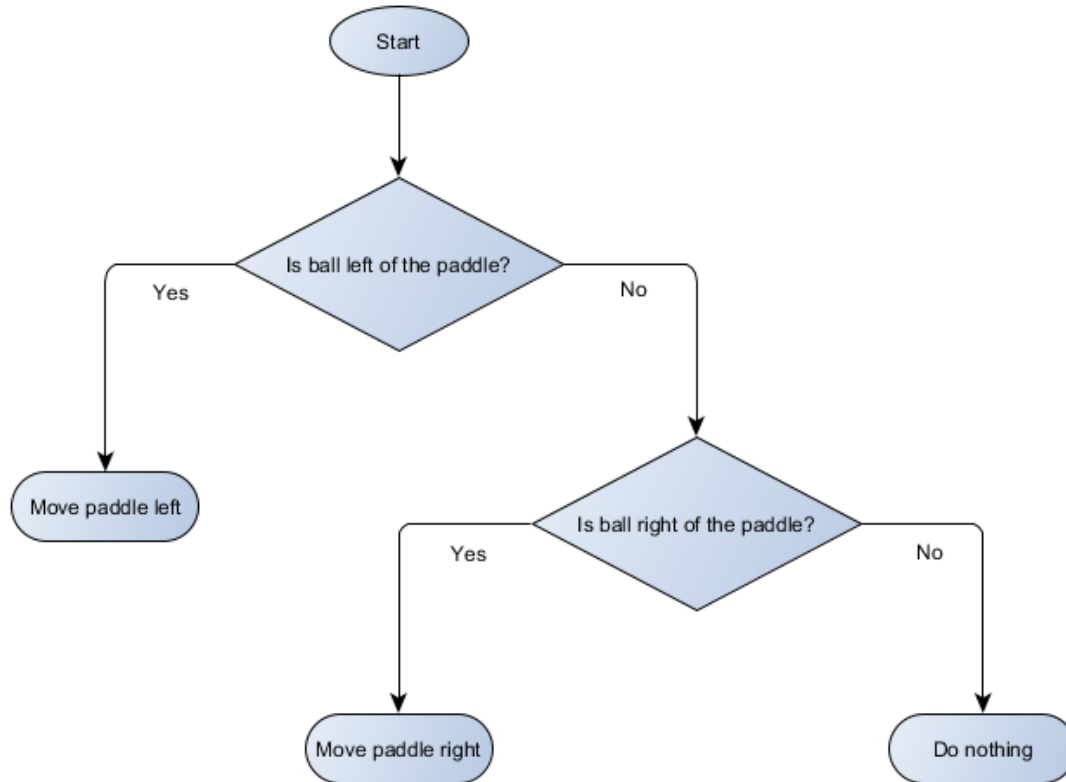 Start
Is ball left of the paddle?
Yes
No
Move paddle left
Is ball right of the paddle?
Yes
No
Move paddle right
Do nothing